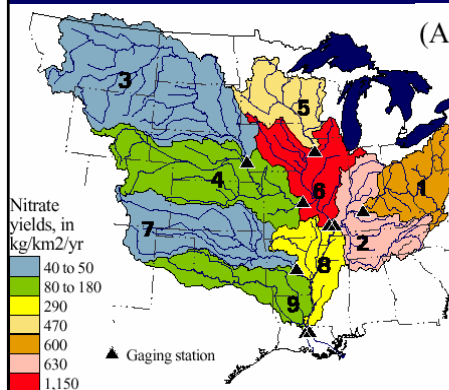 (A
3
5
1
4
6
7
2
8
9
Nitrate
yields, in
kg/km2/yr
40 to 50
80 to 180
290
470
600
630
1,150
Gaging station